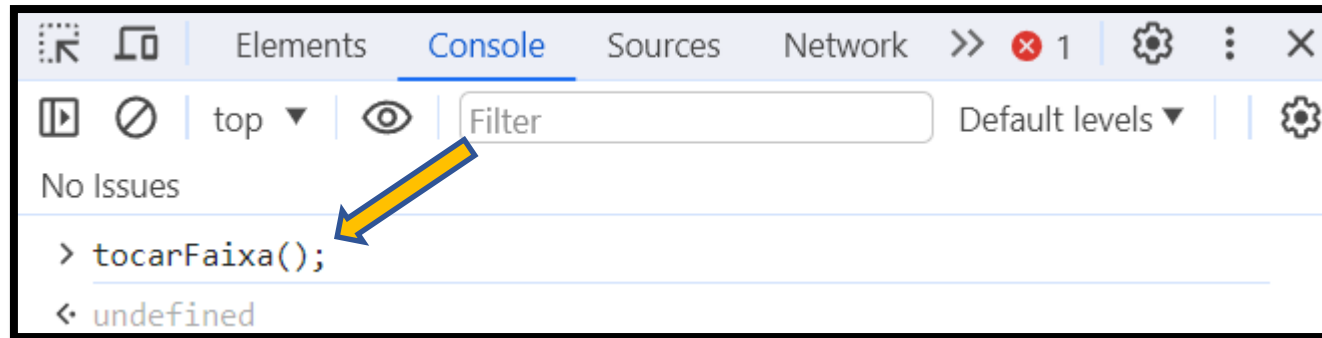 Elements Console Sources Network >> 1
top Filter Default levels
No Issues
> tocarFaixa();
undefined